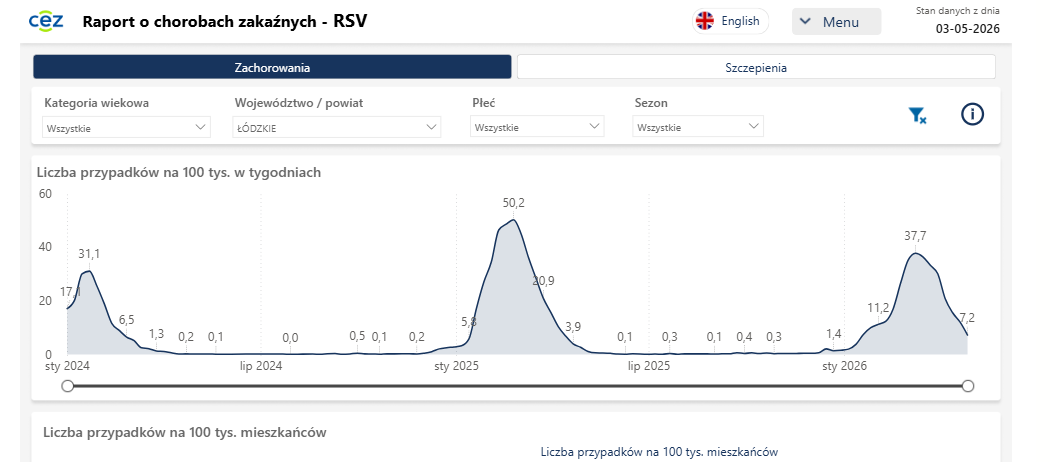 cez Raport o chorobach zakaźnych - RSV
English
Menu
Stan danych z dnia
03-05-2026
Zachorowania
Szczepienia
Kategoria wiekowa
Województwo / powiat
Płeć
Sezon
Wszystkie
ŁÓDZKIE
Wszystkie
Wszystkie
Liczba przypadków na 100 tys. w tygodniach
60
40
20
0
17,1
31,1
6,5
1,3
0,2
0,1
0,0
0,5
0,1
0,2
5,8
50,2
20,9
3,9
0,1
0,3
0,1
0,4
0,3
1,4
11,2
37,7
7,2
sty 2024
lip 2024
sty 2025
lip 2025
sty 2026
Liczba przypadków na 100 tys. mieszkańców
Liczba przypadków na 100 tys. mieszkańców